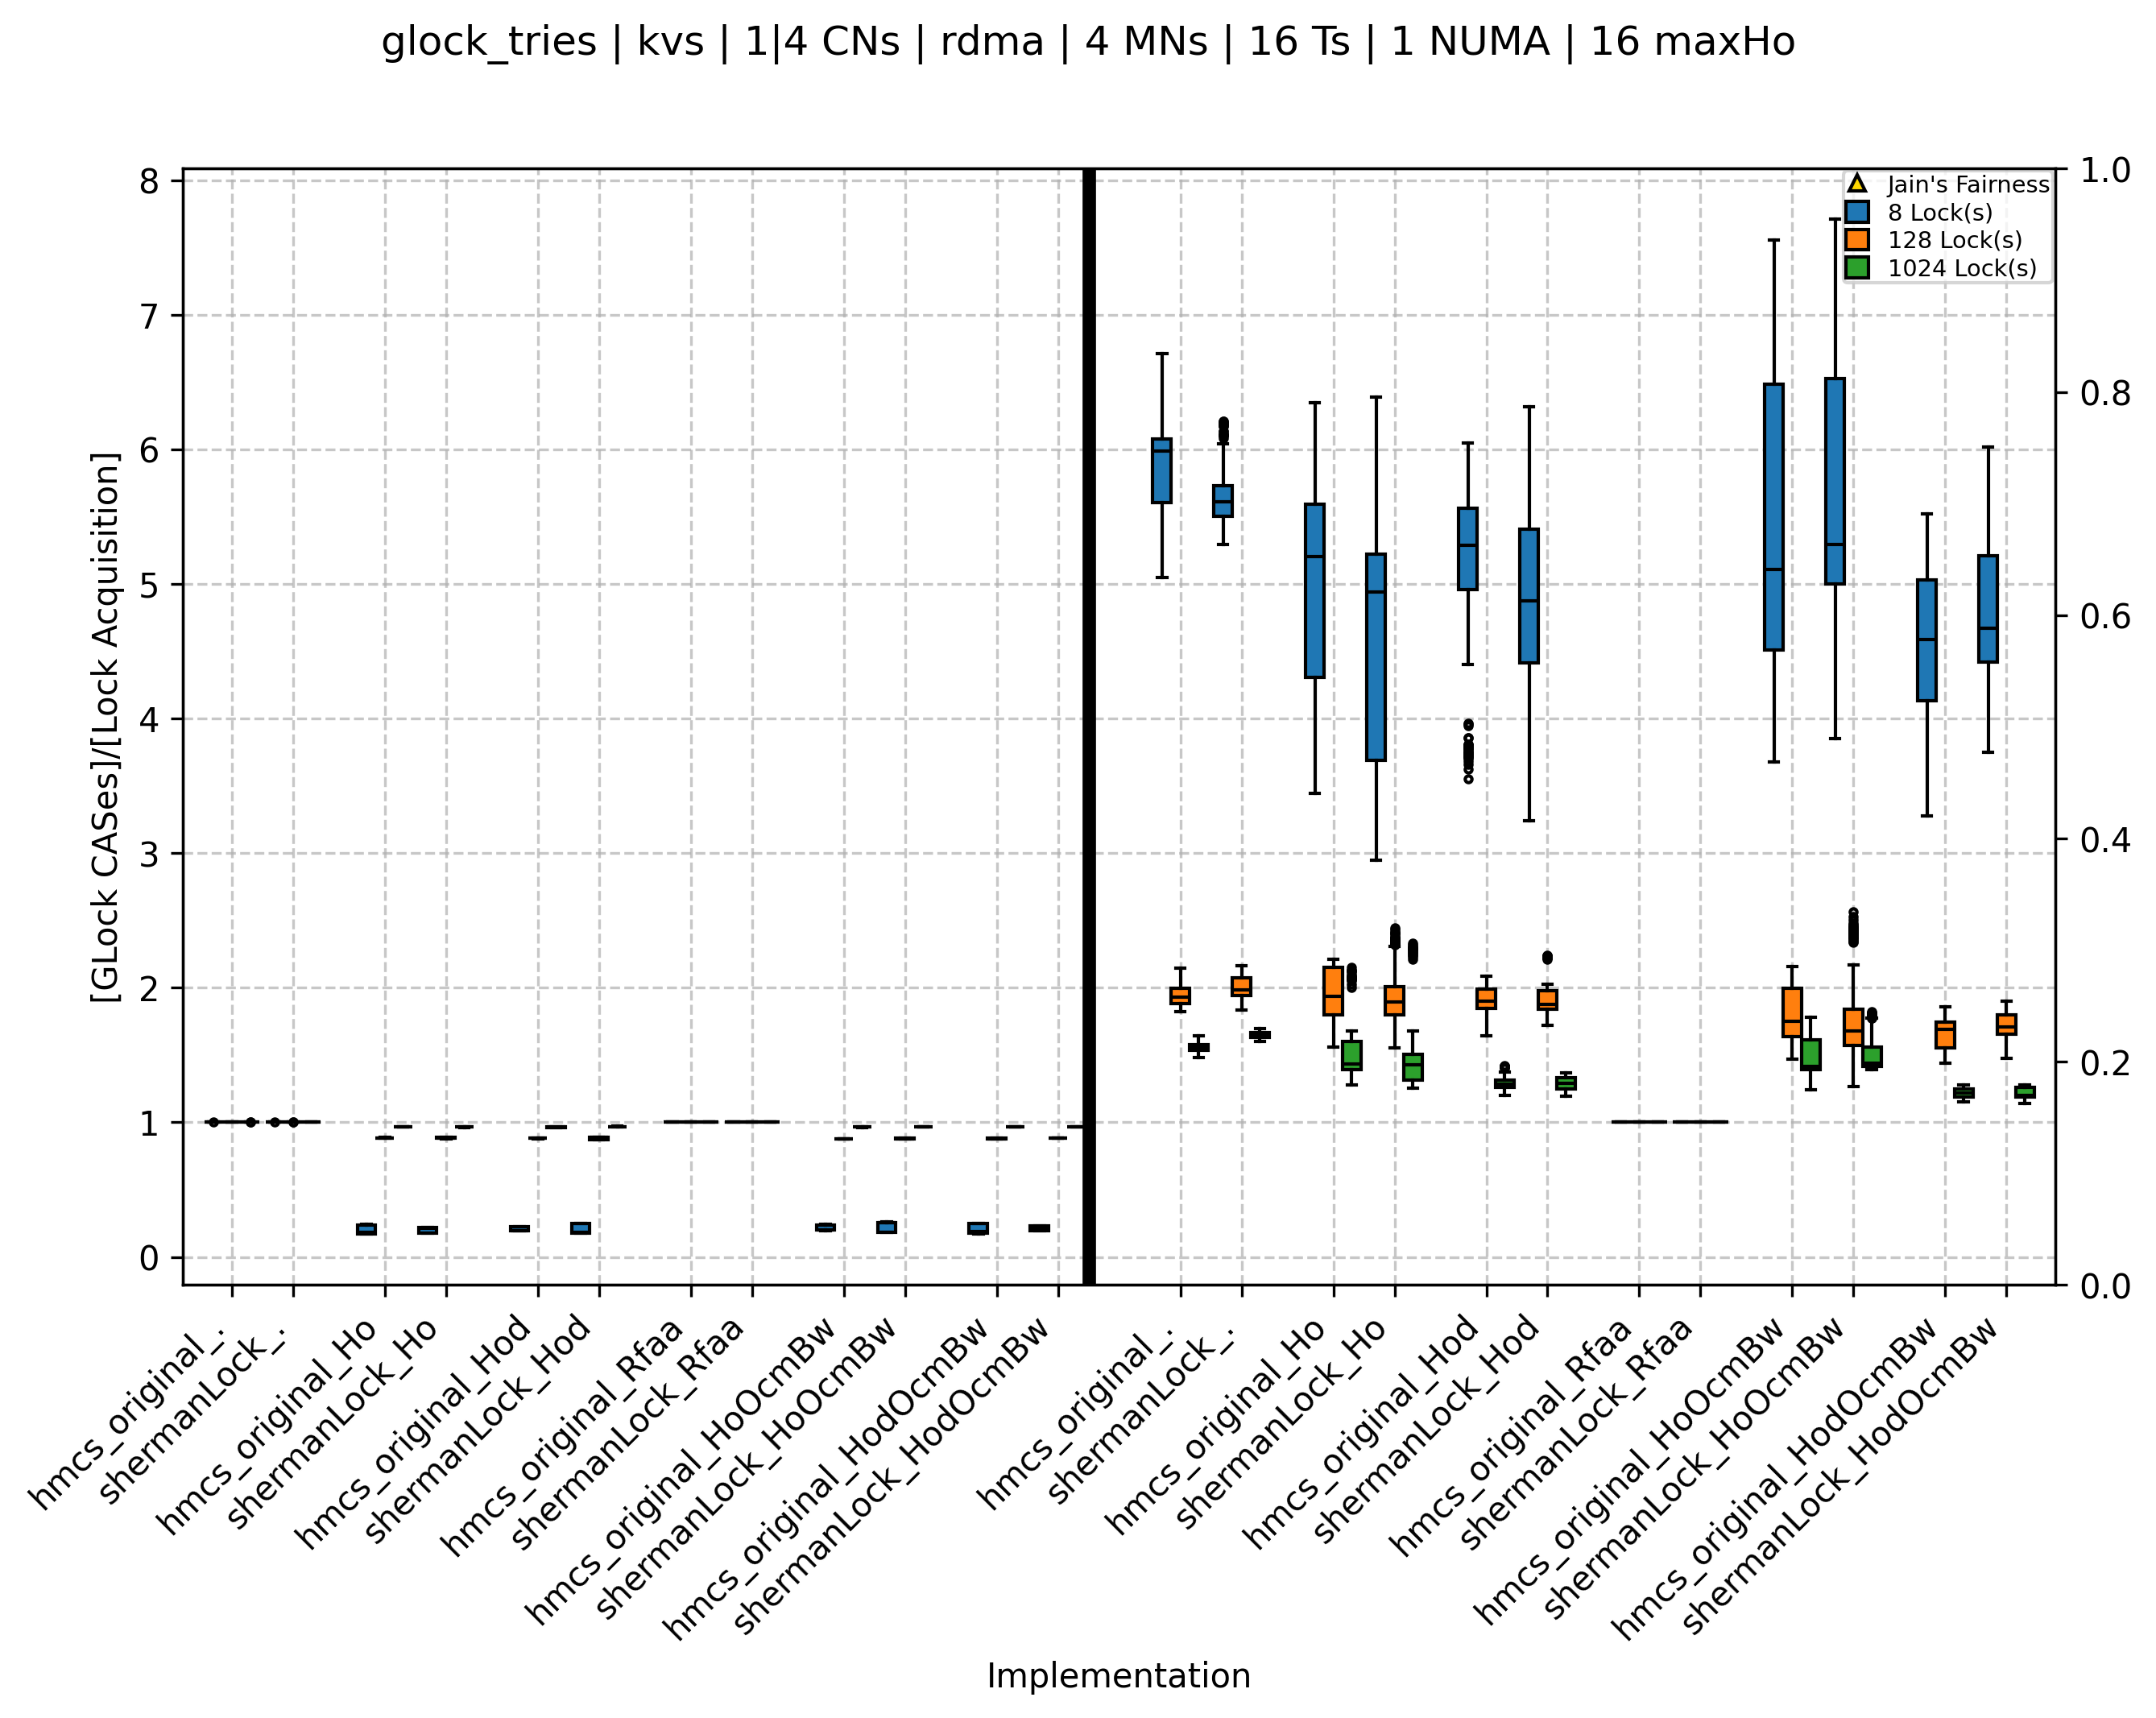 glock_tries | kvs | 1|4 CNs | rdma | 4 MNs | 16 Ts | 1 NUMA | 16 maxHo
Jain's Fairness
8 Lock(s)
128 Lock(s)
1024 Lock(s)
[GLock CASes]/[Lock Acquisition]
8
7
6
5
4
3
2
1
0
1.0
0.8
0.6
0.4
0.2
0.0
hmcs_original_.
shermanLock_.
hmcs_original_Ho
shermanLock_Ho
hmcs_original_Hod
shermanLock_Hod
hmcs_original_Rfaa
shermanLock_Rfaa
hmcs_original_HoOcmBw
shermanLock_HoOcmBw
hmcs_original_HodOcmBw
shermanLock_HodOcmBw
hmcs_original_.
shermanLock_.
hmcs_original_Ho
shermanLock_Ho
hmcs_original_Hod
shermanLock_Hod
hmcs_original_Rfaa
shermanLock_Rfaa
hmcs_original_HoOcmBw
shermanLock_HoOcmBw
hmcs_original_HodOcmBw
shermanLock_HodOcmBw
Implementation